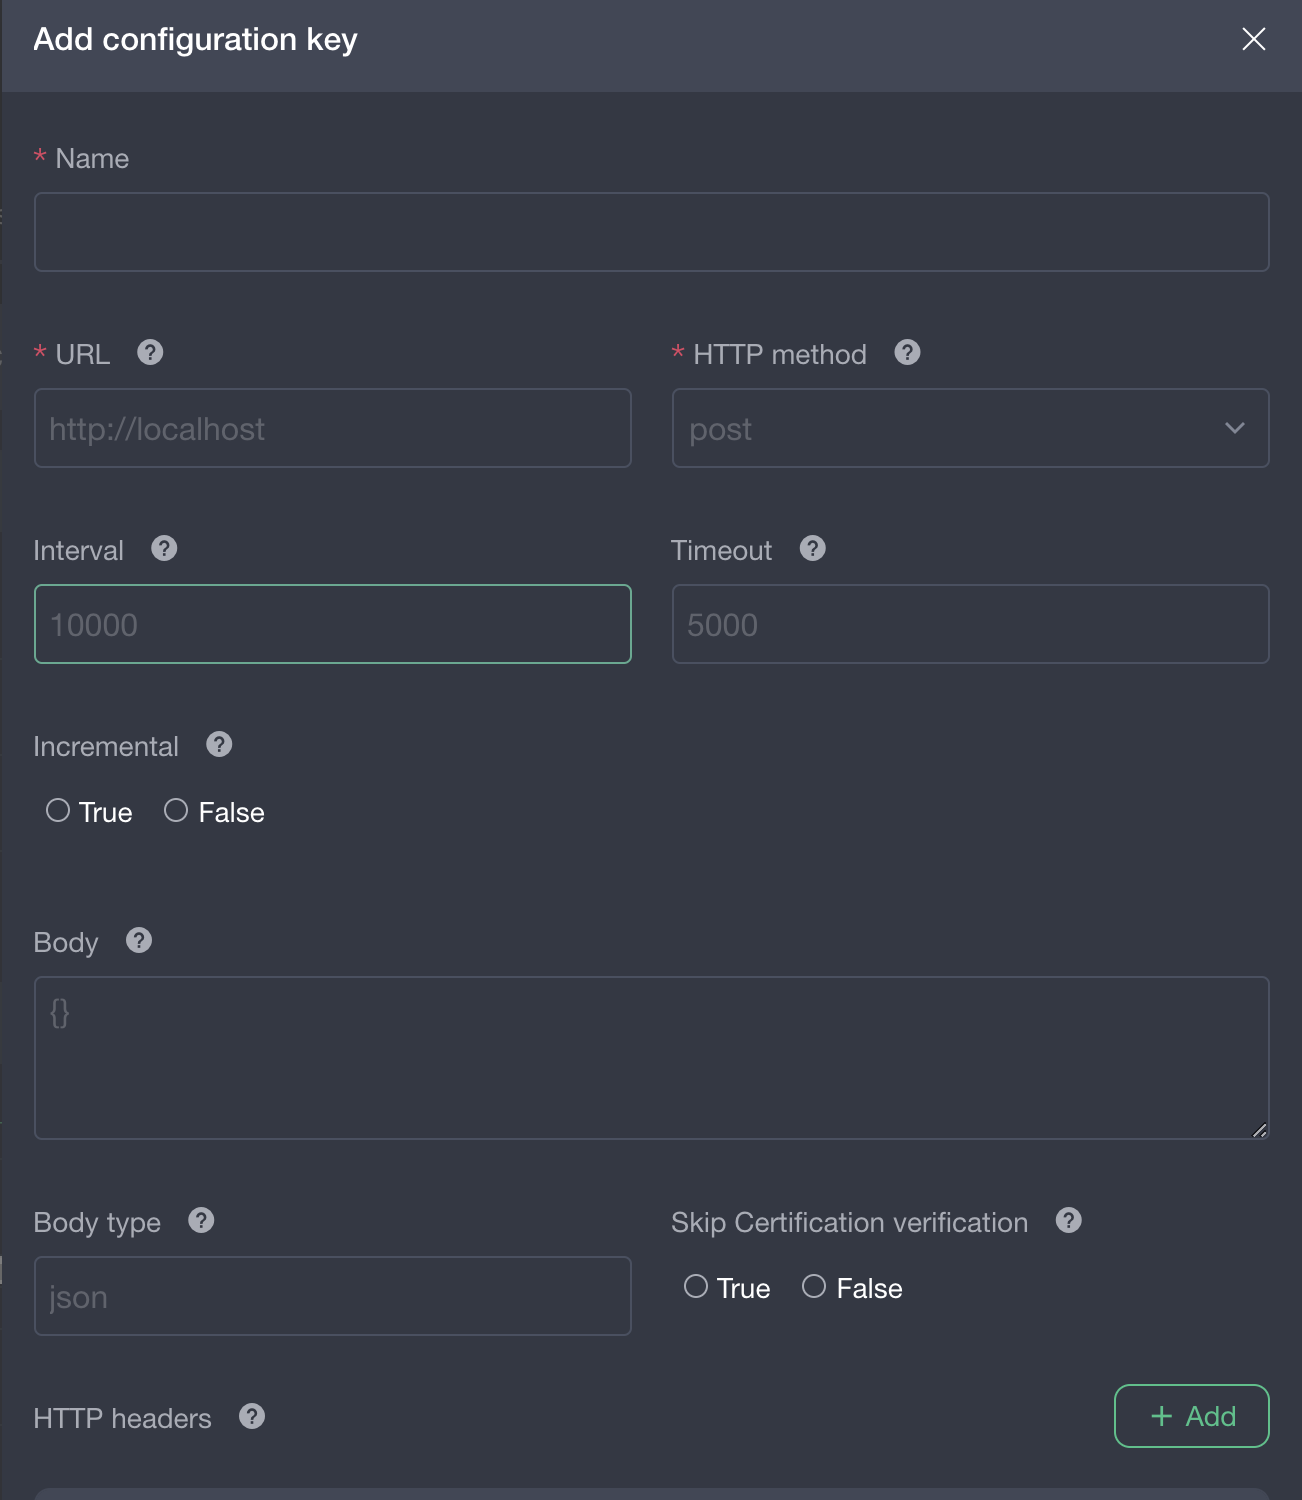 Add configuration key
* Name
* URL
* HTTP method
http://localhost
post
Interval
Timeout
10000
5000
Incremental
True False
Body
{}
Body type
Skip Certification verification
json
True False
HTTP headers
+ Add